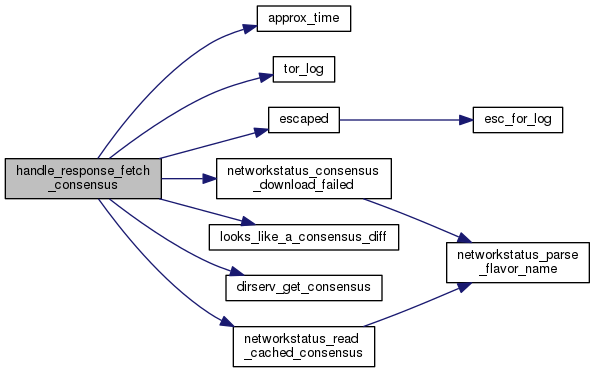 approx_time
tor_log
escaped
esc_for_log
handle_response_fetch
_consensus
networkstatus_consensus
_download_failed
looks_like_a_consensus_diff
networkstatus_parse
_flavor_name
dirserv_get_consensus
networkstatus_read
_cached_consensus